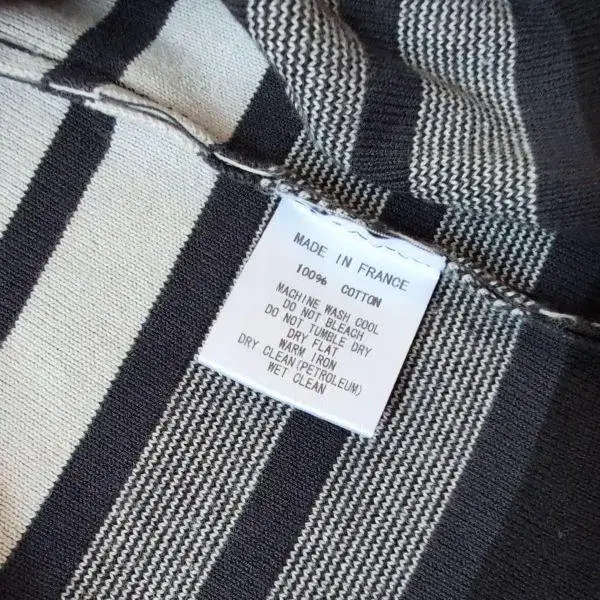 MADE IN FRANCE
100% COTTON
MACHINE WASH COOL
DO NOT BLEACH
DO NOT TUMBLE DRY
DRY FLAT
WARM IRON
DRY CLEAN(PETROLEUM)
WET CLEAN